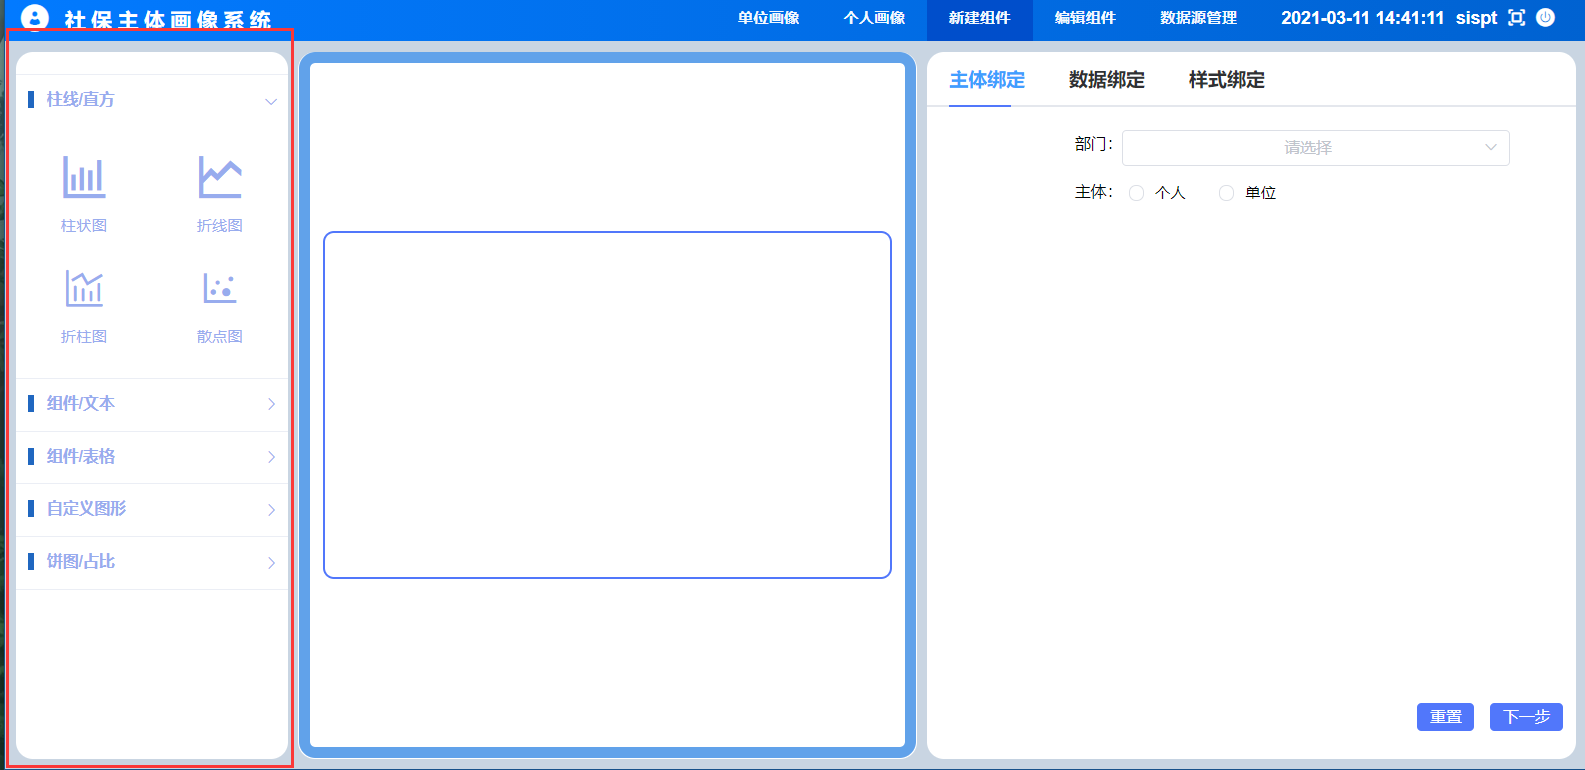 社保主体画像系统
单位画像 个人画像 新建组件 编辑组件 数据源管理 2021-03-11 14:41:11 sispt
柱线/直方
柱状图 折线图
折柱图 散点图
组件/文本
组件/表格
自定义图形
饼图/占比
主体绑定 数据绑定 样式绑定
部门: 请选择
主体: 个人 单位
重置 下一步